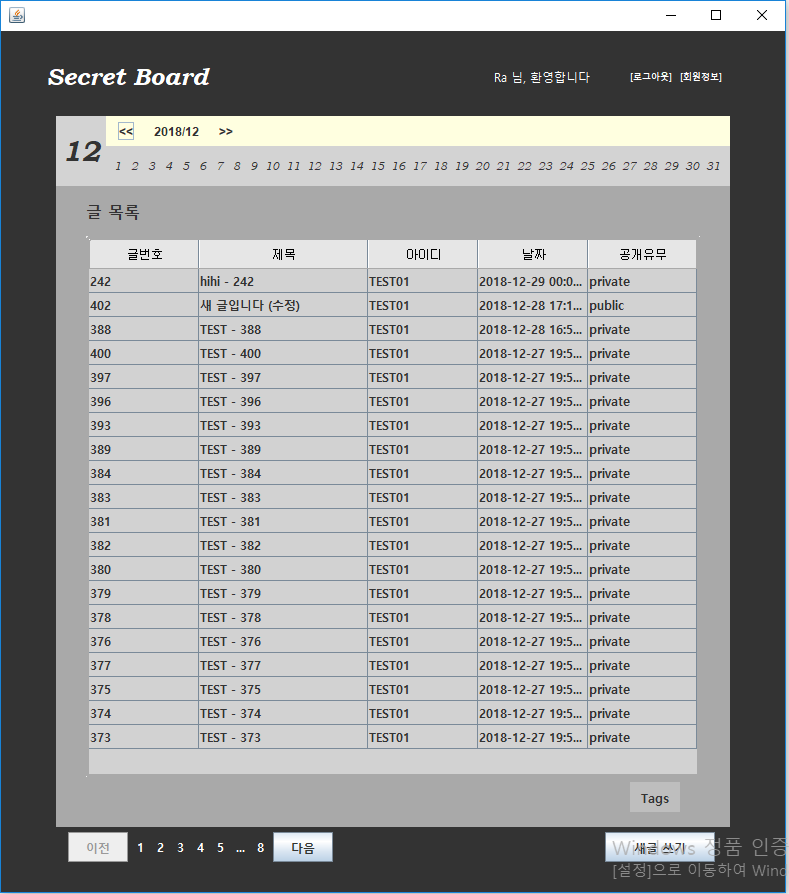 Secret Board
Ra 님, 환영합니다 [로그아웃] [회원정보]
12
<< 2018/12 >>
1 2 3 4 5 6 7 8 9 10 11 12 13 14 15 16 17 18 19 20 21 22 23 24 25 26 27 28 29 30 31
글 목록
글번호 제목 아이디 날짜 공개유무
242 hihi - 242 TEST01 2018-12-29 00:0... private
402 새 글입니다 (수정) TEST01 2018-12-28 17:1... public
388 TEST - 388 TEST01 2018-12-28 16:5... private
400 TEST - 400 TEST01 2018-12-27 19:5... private
397 TEST - 397 TEST01 2018-12-27 19:5... private
396 TEST - 396 TEST01 2018-12-27 19:5... private
393 TEST - 393 TEST01 2018-12-27 19:5... private
389 TEST - 389 TEST01 2018-12-27 19:5... private
384 TEST - 384 TEST01 2018-12-27 19:5... private
383 TEST - 383 TEST01 2018-12-27 19:5... private
381 TEST - 381 TEST01 2018-12-27 19:5... private
382 TEST - 382 TEST01 2018-12-27 19:5... private
380 TEST - 380 TEST01 2018-12-27 19:5... private
379 TEST - 379 TEST01 2018-12-27 19:5... private
378 TEST - 378 TEST01 2018-12-27 19:5... private
376 TEST - 376 TEST01 2018-12-27 19:5... private
377 TEST - 377 TEST01 2018-12-27 19:5... private
375 TEST - 375 TEST01 2018-12-27 19:5... private
374 TEST - 374 TEST01 2018-12-27 19:5... private
373 TEST - 373 TEST01 2018-12-27 19:5... private
Tags
이전 1 2 3 4 5 ... 8 다음 새글 쓰기
Windows 정품 인증
[설정]으로 이동하여 Wind